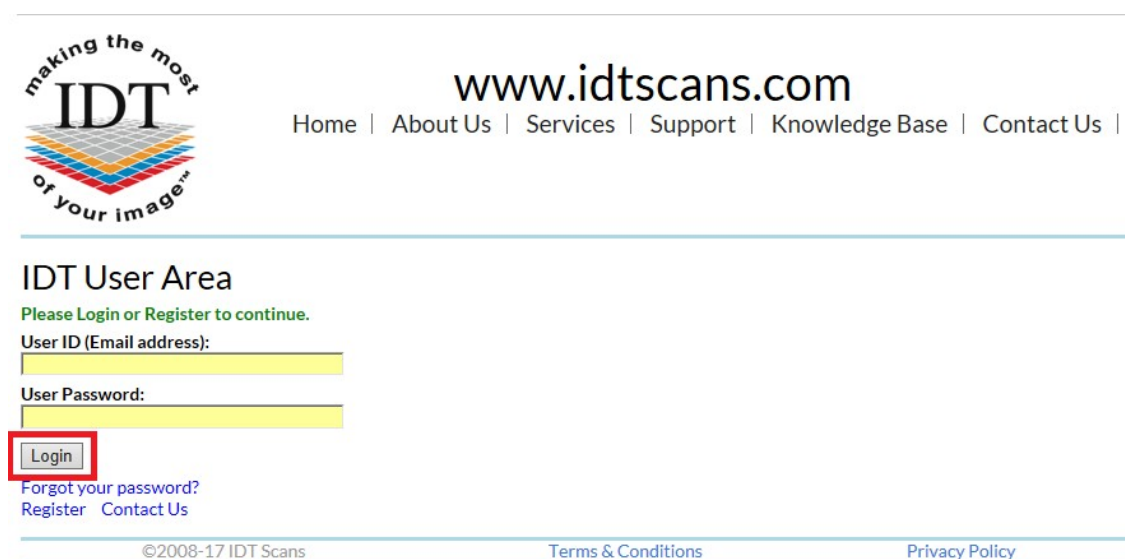 making the most
IDT
of your image™
www.idtscans.com
Home | About Us | Services | Support | Knowledge Base | Contact Us |
IDT User Area
Please Login or Register to continue.
User ID (Email address):
User Password:
Login
Forgot your password?
Register Contact Us
©2008-17 IDT Scans Terms & Conditions Privacy Policy